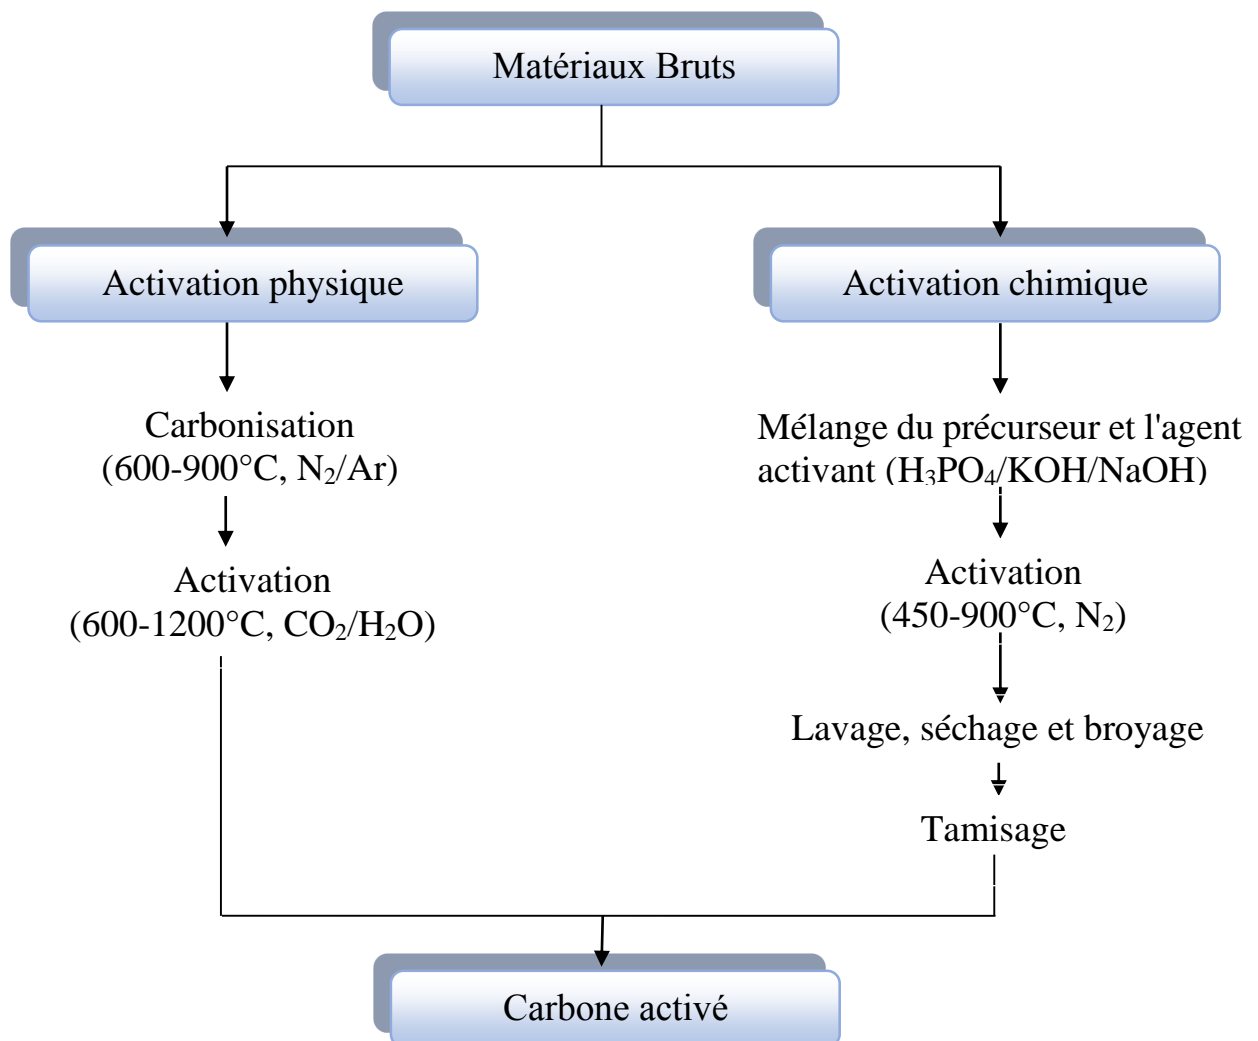 Matériaux Bruts
Activation physique
Activation chimique
Carbonisation
(600-900°C, N₂/Ar)
Mélange du précurseur et l'agent
activant (H₃PO₄/KOH/NaOH)
Activation
(600-1200°C, CO₂/H₂O)
Activation
(450-900°C, N₂)
Lavage, séchage et broyage
Tamisage
Carbone activé